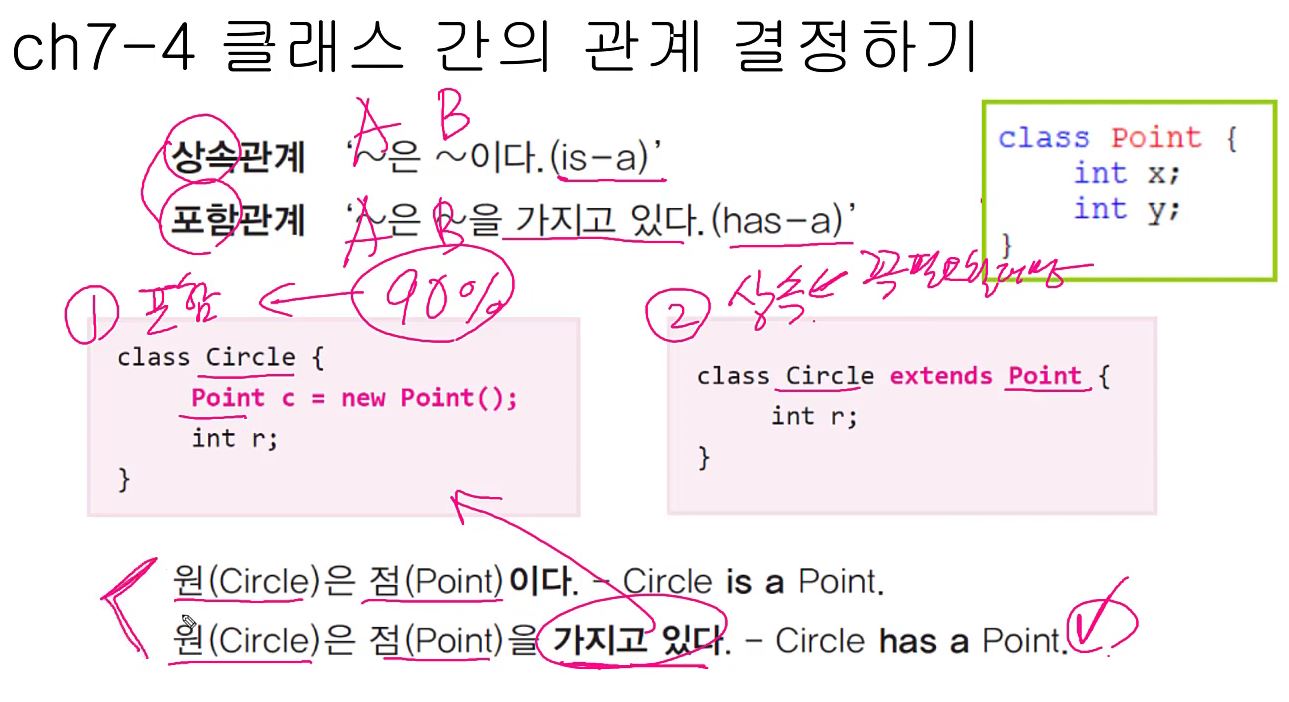 ch7-4 클래스 간의 관계 결정하기
A B
상속관계 '~은 ~이다.(is-a)'
포함관계 '~은 ~을 가지고 있다.(has-a)'
A B
class Point {
int x;
int y;
}
① 포함 ← 90%
② 상속은 꼭 필요할 때만
class Circle {
Point c = new Point();
int r;
}
class Circle extends Point {
int r;
}
원(Circle)은 점(Point)이다. - Circle is a Point.
원(Circle)은 점(Point)을 가지고 있다. - Circle has a Point.